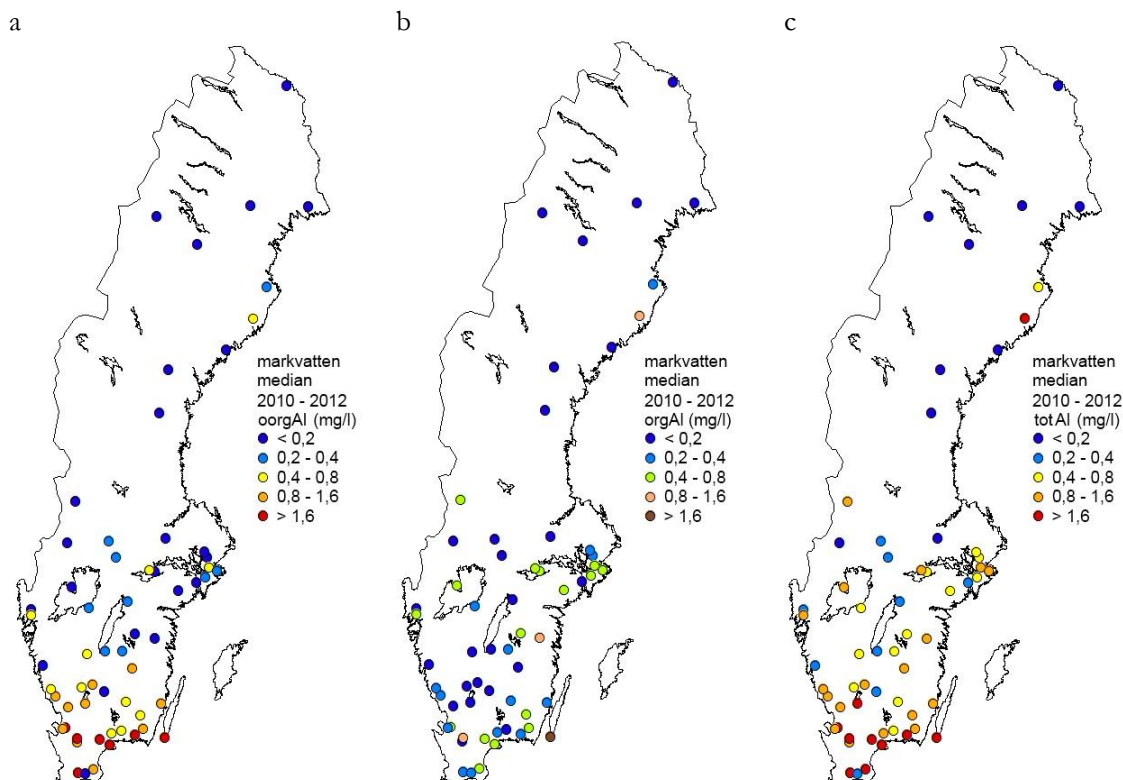 a
b
c
markvatten
median
2010 - 2012
oorgAl (mg/l)
< 0,2
0,2 - 0,4
0,4 - 0,8
0,8 - 1,6
> 1,6
markvatten
median
2010 - 2012
orgAl (mg/l)
< 0,2
0,2 - 0,4
0,4 - 0,8
0,8 - 1,6
> 1,6
markvatten
median
2010 - 2012
totAl (mg/l)
< 0,2
0,2 - 0,4
0,4 - 0,8
0,8 - 1,6
> 1,6